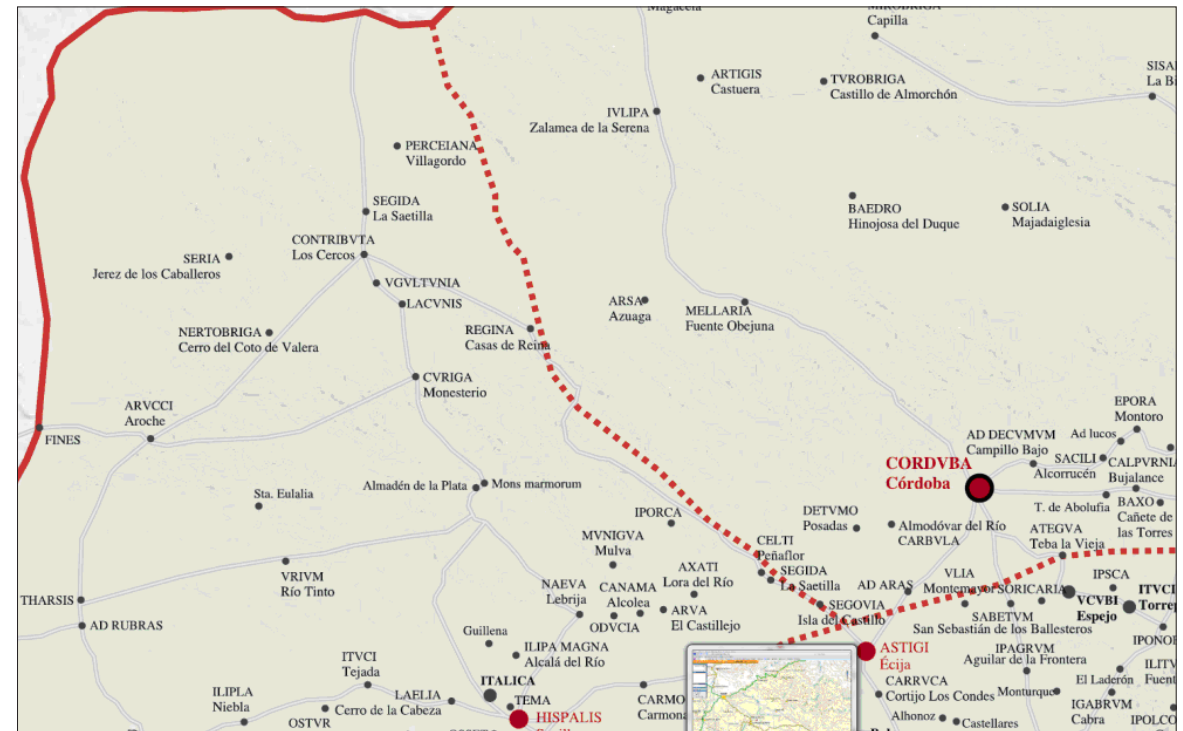 Magacela
MIROBRIGA
Capilla
ARTIGIS
Castuera
TVROBRIGA
Castillo de Almorchón
IVLIPA
Zalamea de la Serena
PERCEIANA
Villagordo
SEGIDA
La Saetilla
BAEDRO
Hinojosa del Duque
SOLIA
Majadaiglesia
CONTRIBVTA
Los Cercos
SERIA
Jerez de los Caballeros
VGVLTVNIA
LACVNIS
ARSA
Azuaga
MELLARIA
Fuente Obejuna
NERTOBRIGA
Cerro del Coto de Valera
REGINA
Casas de Reina
CVRIGA
Monesterio
ARVCCI
Aroche
FINES
EPORA
Montoro
AD DECVMVM
Campillo Bajo
Ad lucos
SACILI
Alcorrucén
CORDVBA
Córdoba
Bujalance
Almadén de la Plata
Mons marmorum
Sta. Eulalia
T. de Abolufia
BAXO
Cañete de
las Torres
IPORCA
DETVMO
Posadas
Almodóvar del Río
CARBVLA
ATEGVA
Teba la Vieja
MVNIGVA
Mulva
CELTI
Peñaflor
SEGIDA
La Saetilla
AXATI
Lora del Río
VRIVM
Río Tinto
NAEVA
Lebrija
CANAMA
Alcolea
ODVCIA
ARVA
El Castillejo
AD ARAS
VLIA
Montemayor
SORICARIA
IPSCA
VCVBI
Espejo
THARSIS
AD RUBRAS
SEGOVIA
Isla del Castillo
SABETVM
San Sebastián de los Ballesteros
Guillena
ILIPA MAGNA
Alcalá del Río
ASTIGI
Écija
IPAGRVM
Aguilar de la Frontera
El Laderón
ITVCI
Tejada
ITALICA
TEMA
LAELIA
Cerro de la Cabeza
ILIPLA
Niebla
OSTVR
HISPALIS
CARRVCA
Cortijo Los Condes
Monturque
IGABRVM
Cabra
Alhonoz
Castellares